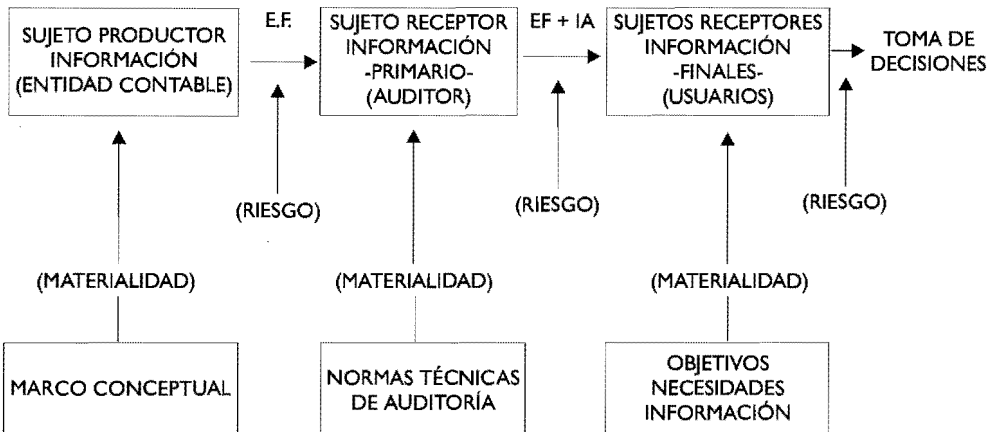 SUJETO PRODUCTOR
INFORMACIÓN
(ENTIDAD CONTABLE)
E.F.
SUJETO RECEPTOR
INFORMACIÓN
-PRIMARIO-
(AUDITOR)
EF + IA
SUJETOS RECEPTORES
INFORMACIÓN
-FINALES-
(USUARIOS)
TOMA DE
DECISIONES
(RIESGO)
(RIESGO)
(RIESGO)
(MATERIALIDAD)
(MATERIALIDAD)
(MATERIALIDAD)
MARCO CONCEPTUAL
NORMAS TÉCNICAS
DE AUDITORÍA
OBJETIVOS
NECESIDADES
INFORMACIÓN